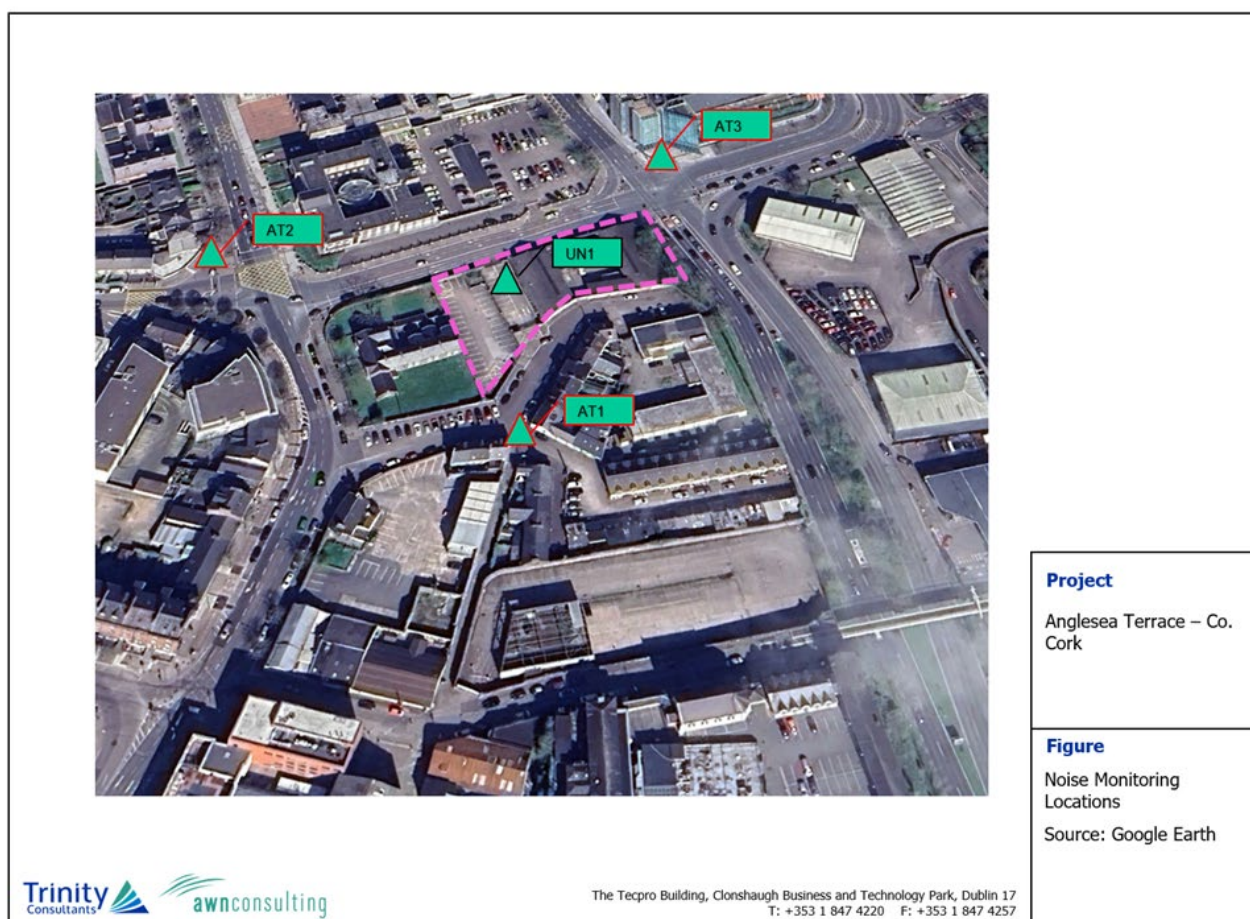 AT3
AT2
UN1
AT1
Project
Anglesea Terrace – Co.
Cork
Figure
Noise Monitoring
Locations
Source: Google Earth
Trinity
Consultants
awnconsulting
The Tecpro Building, Clonshaugh Business and Technology Park, Dublin 17
T: +353 1 847 4220 F: +353 1 847 4257